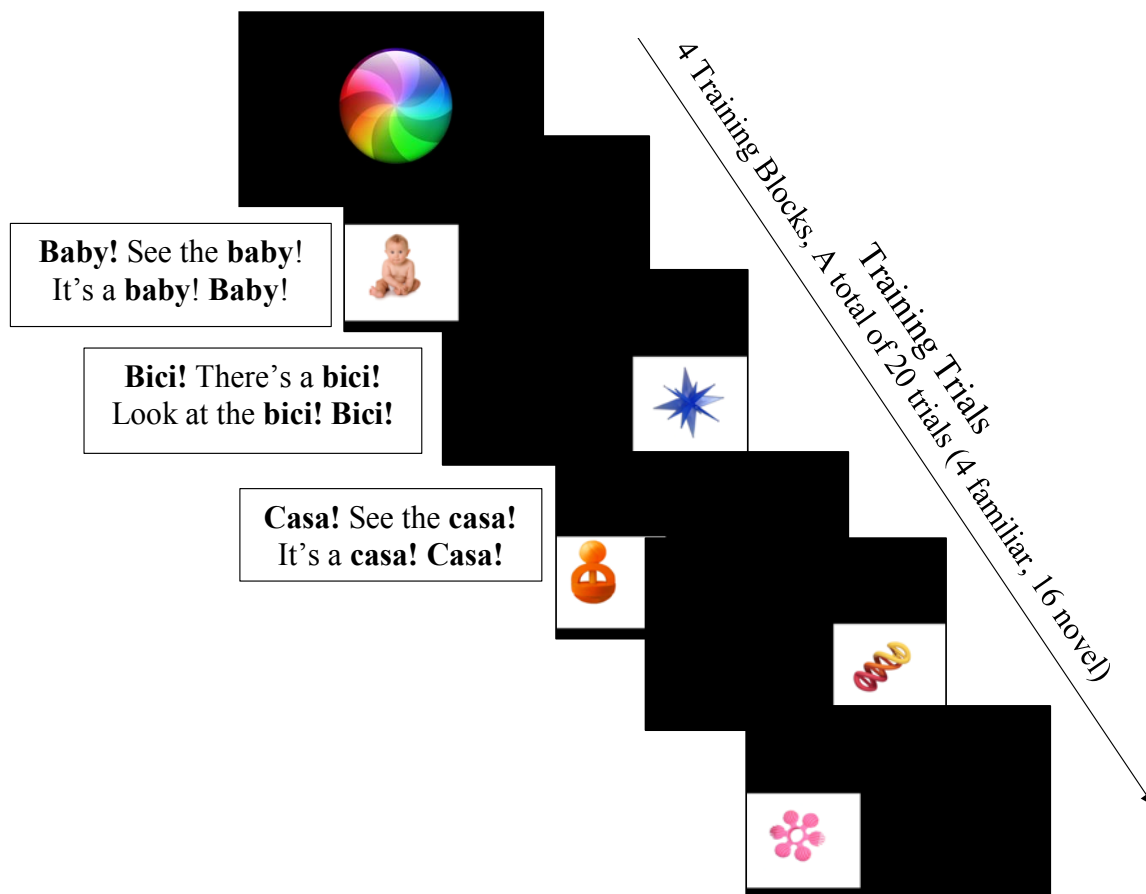 Baby! See the baby!
It’s a baby! Baby!
Bici! There’s a bici!
Look at the bici! Bici!
Casa! See the casa!
It’s a casa! Casa!
Training Trials
4 Training Blocks, A total of 20 trials (4 familiar, 16 novel)